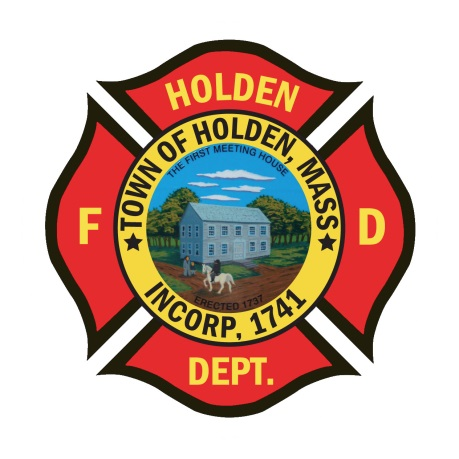 HOLDEN
TOWN OF HOLDEN, MASS
THE FIRST MEETING HOUSE
F
D
ERECTED 1737
INCORP, 1741
DEPT.